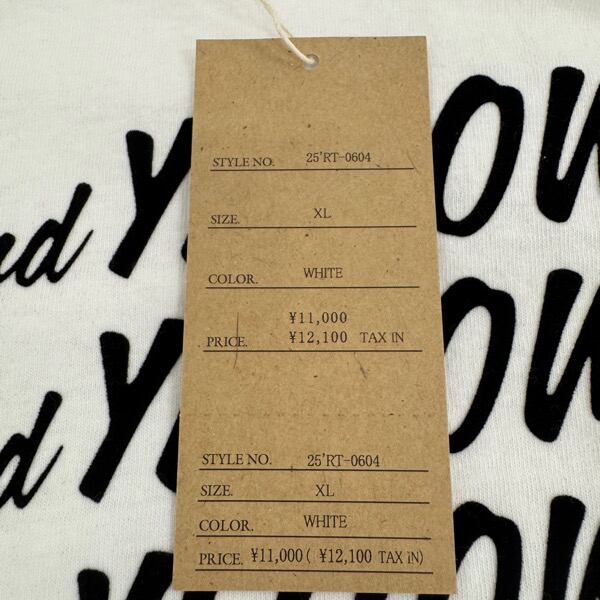 STYLE NO. 25'RT-0604
SIZE. XL
COLOR. WHITE
¥11,000
PRICE. ¥12,100 TAX IN
STYLE NO. 25'RT-0604
SIZE. XL
COLOR. WHITE
PRICE. ¥11,000 ( ¥12,100 TAX IN)